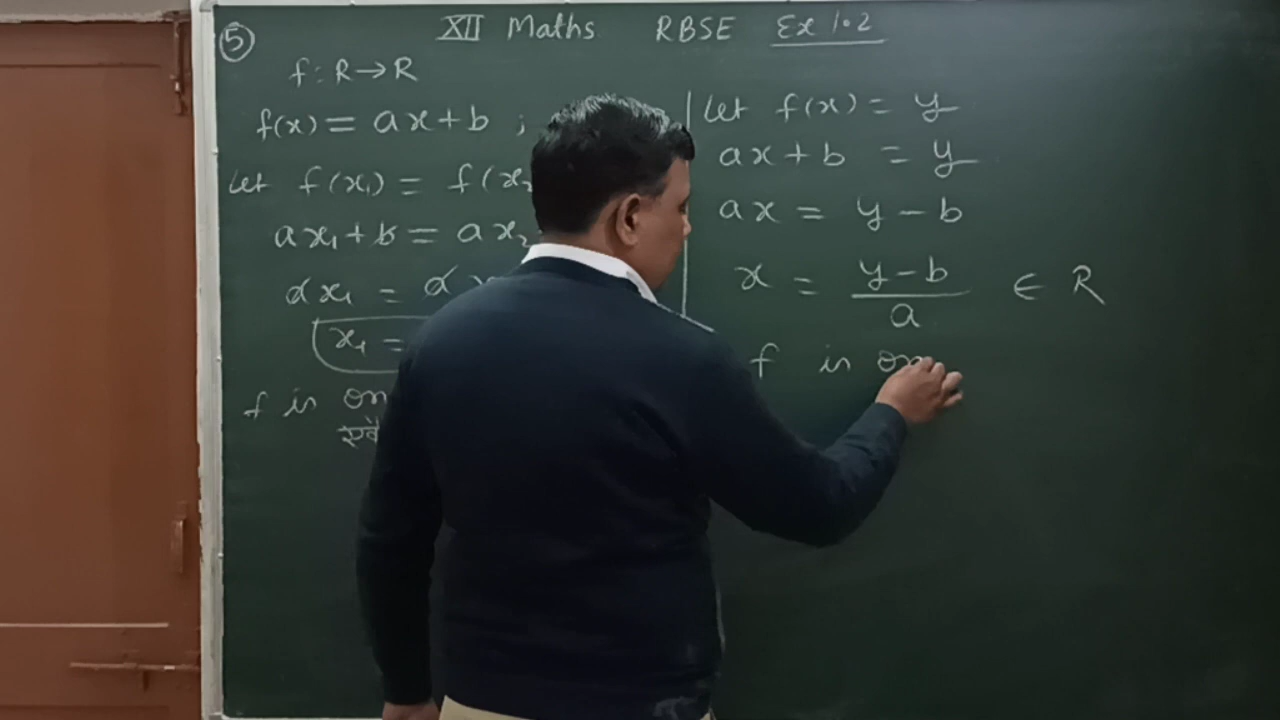 XII Maths RBSE Ex 1.2
5
f : R → R
f(x) = ax + b ;
Let f(x₁) = f(x₂
ax₁ + b = ax₂
ax₁ = a
x₁ =
f is on
एवं
Let f(x) = y
ax + b = y
ax = y - b
x = y - b / a ∈ R
f is on